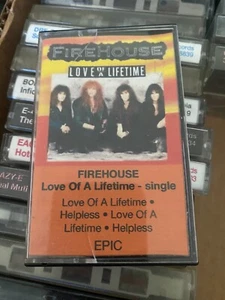 FIREHOUSE
LOVE OF A LIFETIME
FIREHOUSE
Love Of A Lifetime - single
Love Of A Lifetime •
Helpless • Love Of A
Lifetime • Helpless
EPIC